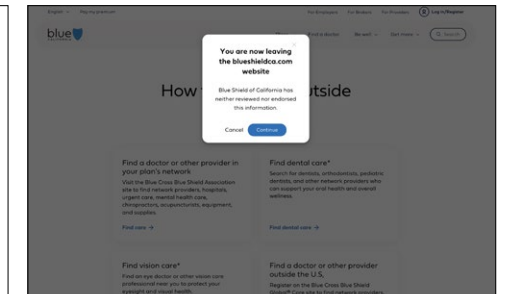 English
Pay my premium
For Employers For Brokers For Providers Log in/Register
blue
Find a doctor Be well Get more Search
You are now leaving
the blueshieldca.com
website
Blue Shield of California has
neither reviewed nor endorsed
this information.
Cancel Continue
How
utside
Find a doctor or other provider in
your plan's network
Visit the Blue Cross Blue Shield Association
site to find network providers, hospitals,
urgent care, mental health care,
chiropractors, acupuncturists, equipment,
and supplies.
Find care →
Find dental care*
Search for dentists, orthodontists, pediatric
dentists, and other network providers who
can support your oral health and overall
wellness.
Find dental care →
Find vision care*
Find an eye doctor or other vision care
professional near you to protect your
eyesight and visual health.
Find a doctor or other provider
outside the U.S.
Register on the Blue Cross Blue Shield
Global® Core site to find network providers,